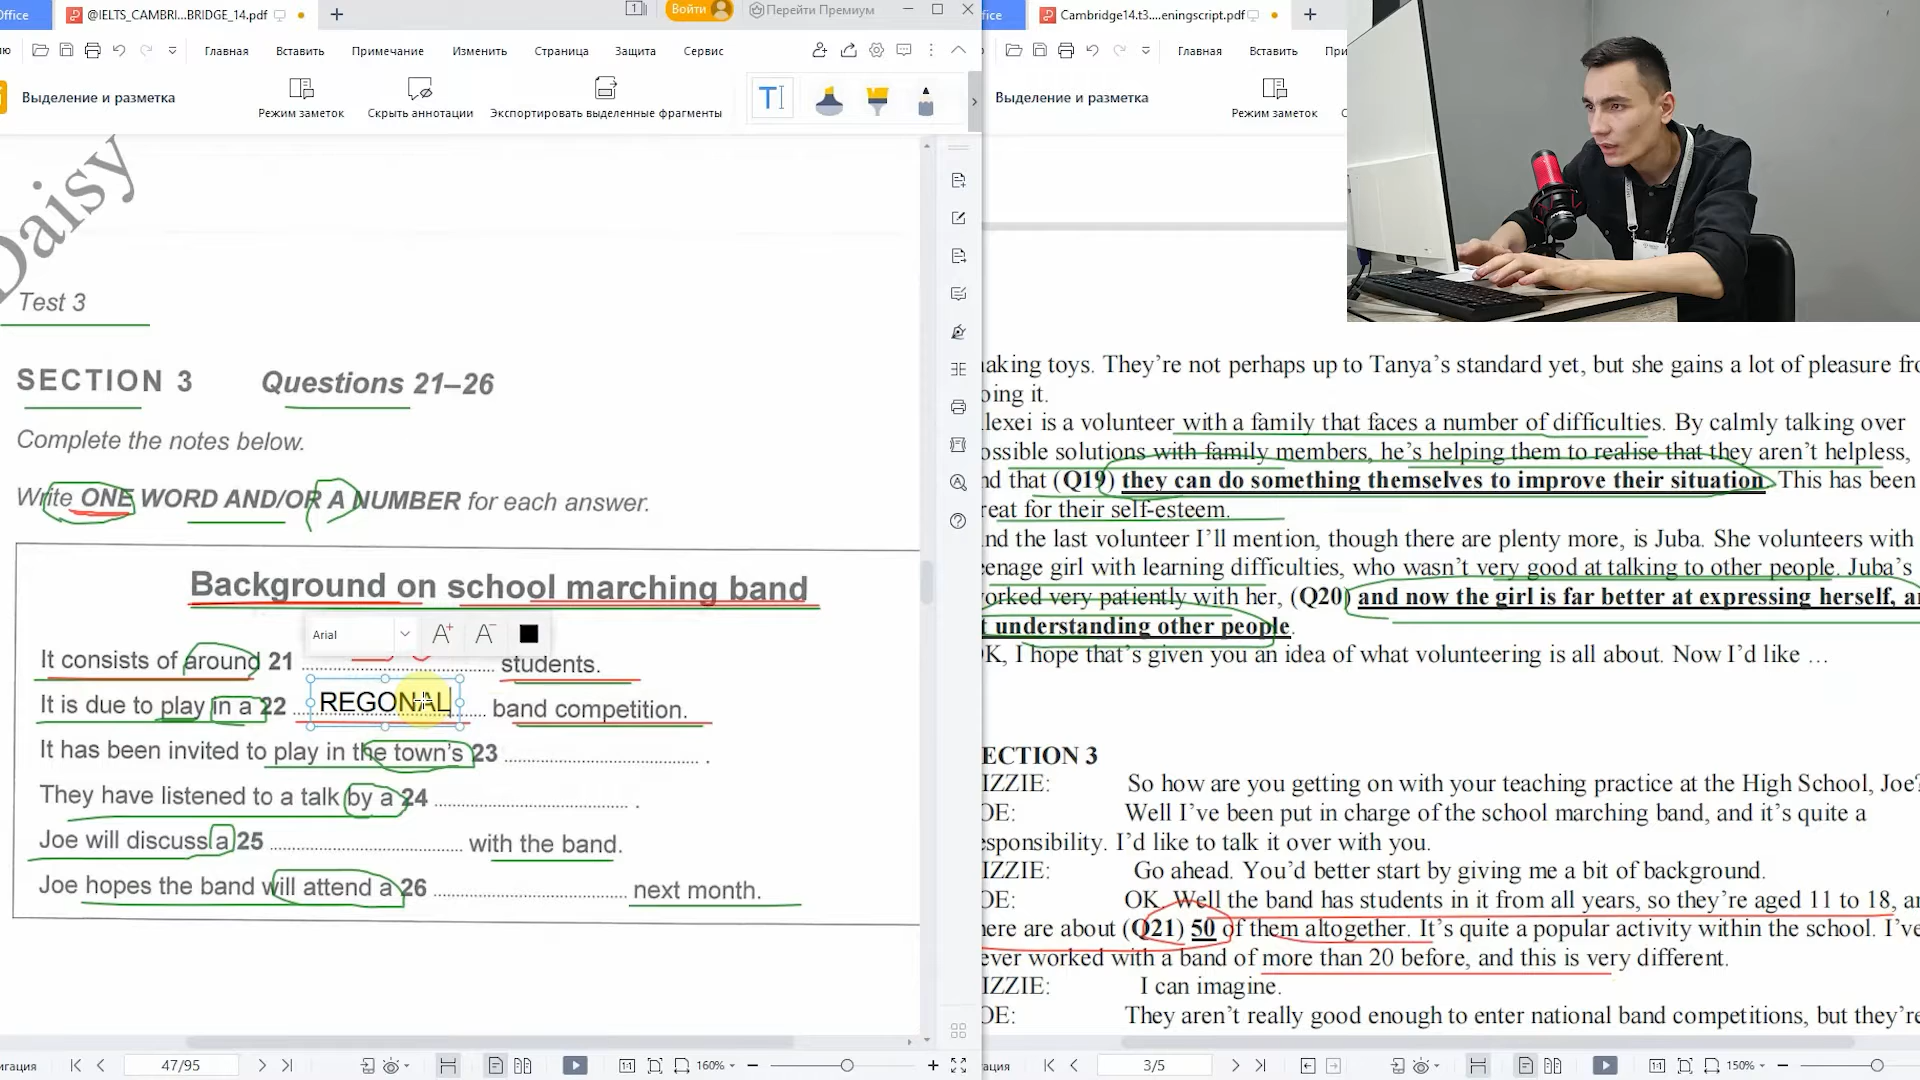 Office
@IELTS_CAMBRI...BRIDGE_14.pdf
Войти
Перейти Премиум
Главная
Вставить
Примечание
Изменить
Страница
Защита
Сервис
Выделение и разметка
Режим заметок
Скрыть аннотации
Экспортировать выделенные фрагменты
Daisy
Test 3
SECTION 3 Questions 21–26
Complete the notes below.
Write ONE WORD AND/OR A NUMBER for each answer.
Background on school marching band
Arial
It consists of around 21 students.
It is due to play in a 22 REGONAL band competition.
It has been invited to play in the town's 23 .
They have listened to a talk by a 24 .
Joe will discuss a 25 with the band.
Joe hopes the band will attend a 26 next month.
47/95
160%
Cambridge14.t3....eningscript.pdf
Главная
Вставить
При
Выделение и разметка
Режим заметок
aking toys. They're not perhaps up to Tanya's standard yet, but she gains a lot of pleasure fro
oing it.
lexei is a volunteer with a family that faces a number of difficulties. By calmly talking over
ossible solutions with family members, he's helping them to realise that they aren't helpless,
nd that (Q19) they can do something themselves to improve their situation. This has been
reat for their self-esteem.
nd the last volunteer I'll mention, though there are plenty more, is Juba. She volunteers with
enage girl with learning difficulties, who wasn't very good at talking to other people. Juba's
orked very patiently with her, (Q20) and now the girl is far better at expressing herself, a
t understanding other people.
K, I hope that's given you an idea of what volunteering is all about. Now I'd like …
ECTION 3
IZZIE: So how are you getting on with your teaching practice at the High School, Joe?
OE: Well I've been put in charge of the school marching band, and it's quite a
esponsibility. I'd like to talk it over with you.
IZZIE: Go ahead. You'd better start by giving me a bit of background.
OE: OK. Well the band has students in it from all years, so they're aged 11 to 18, a
here are about (Q21) 50 of them altogether. It's quite a popular activity within the school. I've
ever worked with a band of more than 20 before, and this is very different.
IZZIE: I can imagine.
OE: They aren't really good enough to enter national band competitions, but they're
3/5
150%